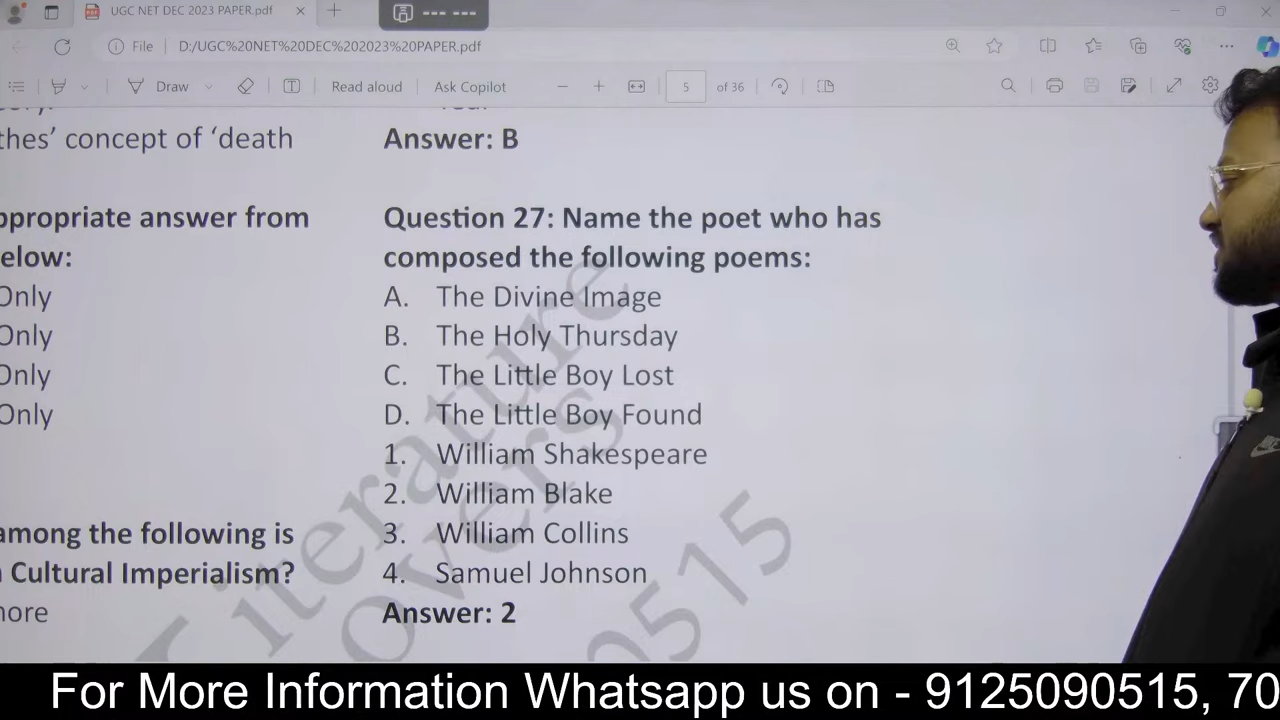 UGC NET DEC 2023 PAPER.pdf
File
D:/UGC%20NET%20DEC%202023%20PAPER.pdf
Draw
Read aloud
Ask Copilot
5
of 36
thes' concept of 'death
ppropriate answer from
elow:
Only
Only
Only
Only
among the following is
Cultural Imperialism?
Answer: B
Question 27: Name the poet who has
composed the following poems:
A. The Divine Image
B. The Holy Thursday
C. The Little Boy Lost
D. The Little Boy Found
1. William Shakespeare
2. William Blake
3. William Collins
4. Samuel Johnson
Answer: 2
Literature
overs
0515
For More Information Whatsapp us on - 9125090515, 70